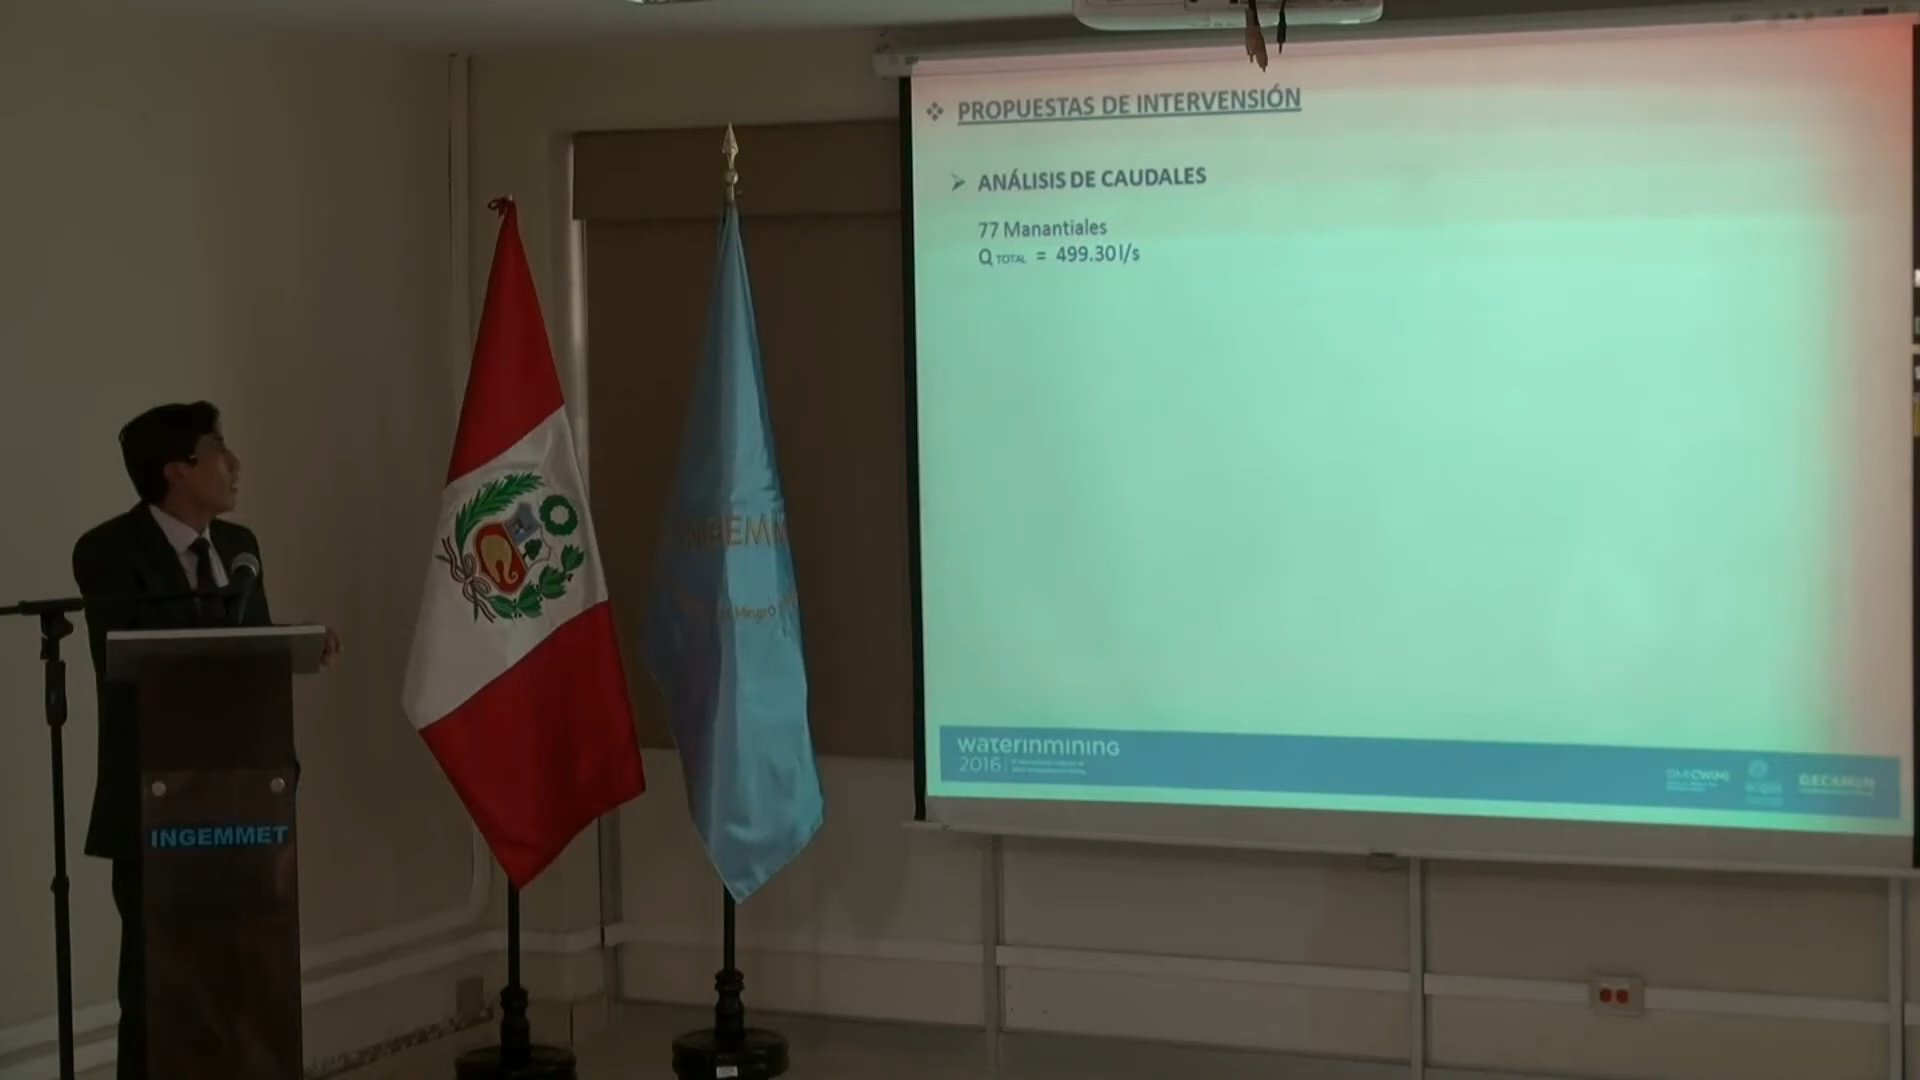 PROPUESTAS DE INTERVENSIÓN
ANÁLISIS DE CAUDALES
77 Manantiales
Q TOTAL = 499.30 l/s
waterinmining
2016
GECAMIN
INGEMMET